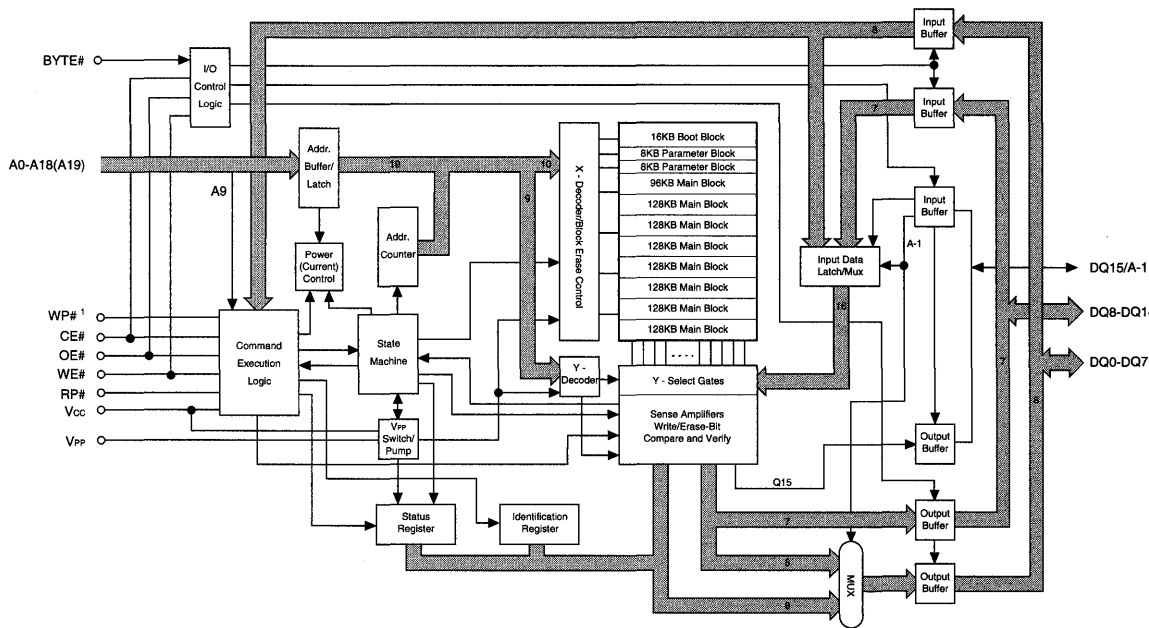 BYTE#
I/O
Control
Logic
A0-A18(A19)
A9
Addr.
Buffer/
Latch
19
10
9
Addr.
Counter
Power
(Current)
Control
WP# 1
CE#
OE#
WE#
RP#
VCC
VPP
Command
Execution
Logic
State
Machine
VPP
Switch/
Pump
Status
Register
Identification
Register
X - Decoder/Block Erase Control
16KB Boot Block
8KB Parameter Block
8KB Parameter Block
96KB Main Block
128KB Main Block
128KB Main Block
128KB Main Block
128KB Main Block
128KB Main Block
128KB Main Block
128KB Main Block
Y -
Decoder
Y - Select Gates
Sense Amplifiers
Write/Erase-Bit
Compare and Verify
8
Input
Buffer
7
Input
Buffer
Input
Buffer
A-1
Input Data
Latch/Mux
16
DQ15/A-1
DQ8-DQ1
DQ0-DQ7
7
8
Output
Buffer
Q15
7
Output
Buffer
8
MUX
Output
Buffer
8